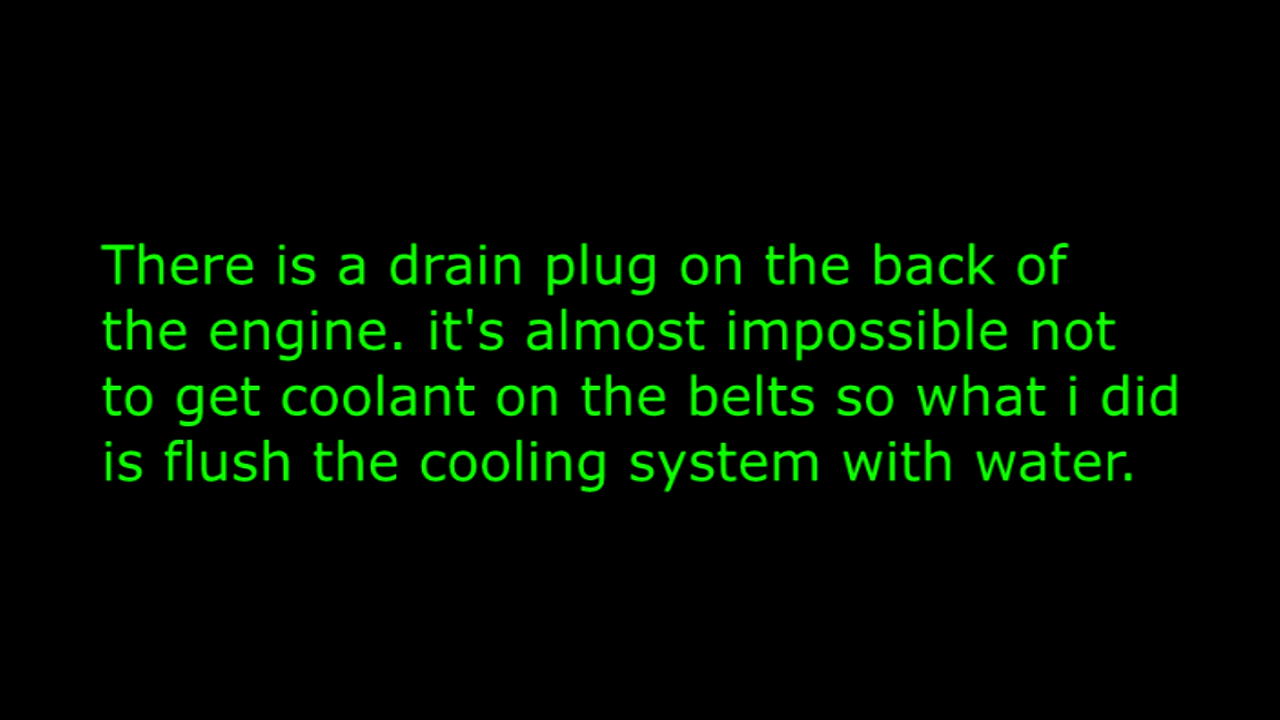 There is a drain plug on the back of
the engine. it's almost impossible not
to get coolant on the belts so what i did
is flush the cooling system with water.